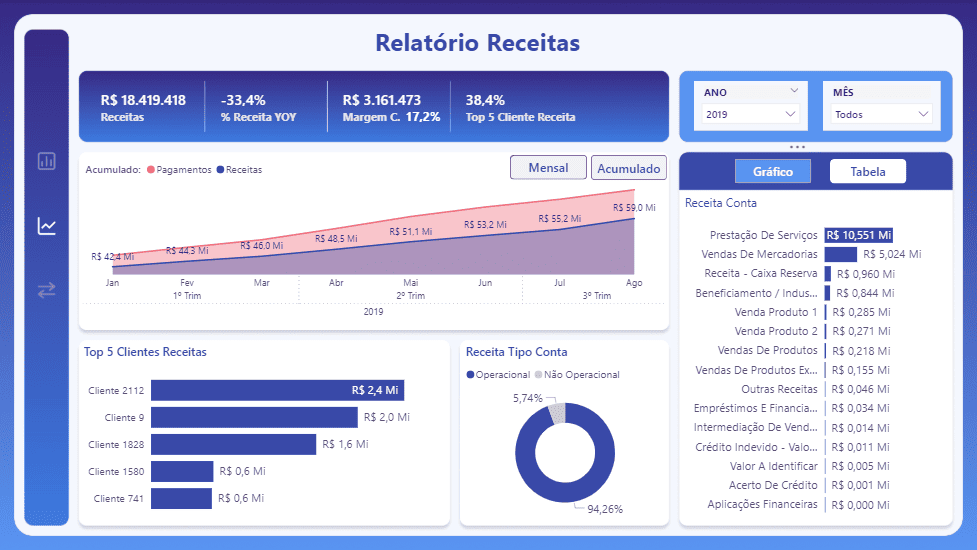 Relatório Receitas
R$ 18.419.418
Receitas
-33,4%
% Receita YOY
R$ 3.161.473
Margem C. 17,2%
38,4%
Top 5 Cliente Receita
ANO
2019
MÊS
Todos
Acumulado: Pagamentos Receitas
Mensal
Acumulado
R$ 42,4 Mi
R$ 44,3 Mi
R$ 46,0 Mi
R$ 48,5 Mi
R$ 51,1 Mi
R$ 53,2 Mi
R$ 55,2 Mi
R$ 59,0 Mi
Jan Fev Mar Abr Mai Jun Jul Ago
1º Trim 2º Trim 3º Trim
2019
Gráfico
Tabela
Receita Conta
Prestação De Serviços R$ 10,551 Mi
Vendas De Mercadorias R$ 5,024 Mi
Receita - Caixa Reserva R$ 0,960 Mi
Beneficiamento / Indus... R$ 0,844 Mi
Venda Produto 1 R$ 0,285 Mi
Venda Produto 2 R$ 0,271 Mi
Vendas De Produtos R$ 0,218 Mi
Vendas De Produtos Ex... R$ 0,155 Mi
Outras Receitas R$ 0,046 Mi
Empréstimos E Financia... R$ 0,034 Mi
Intermediação De Vend... R$ 0,014 Mi
Crédito Indevido - Valo... R$ 0,011 Mi
Valor A Identificar R$ 0,005 Mi
Acerto De Crédito R$ 0,001 Mi
Aplicações Financeiras R$ 0,000 Mi
Top 5 Clientes Receitas
Cliente 2112 R$ 2,4 Mi
Cliente 9 R$ 2,0 Mi
Cliente 1828 R$ 1,6 Mi
Cliente 1580 R$ 0,6 Mi
Cliente 741 R$ 0,6 Mi
Receita Tipo Conta
Operacional Não Operacional
5,74%
94,26%